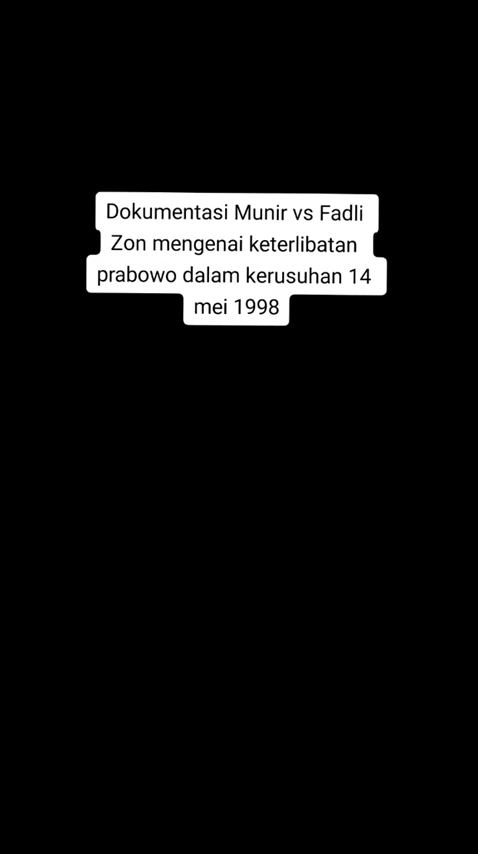 Dokumentasi Munir vs Fadli
Zon mengenai keterlibatan
prabowo dalam kerusuhan 14
mei 1998